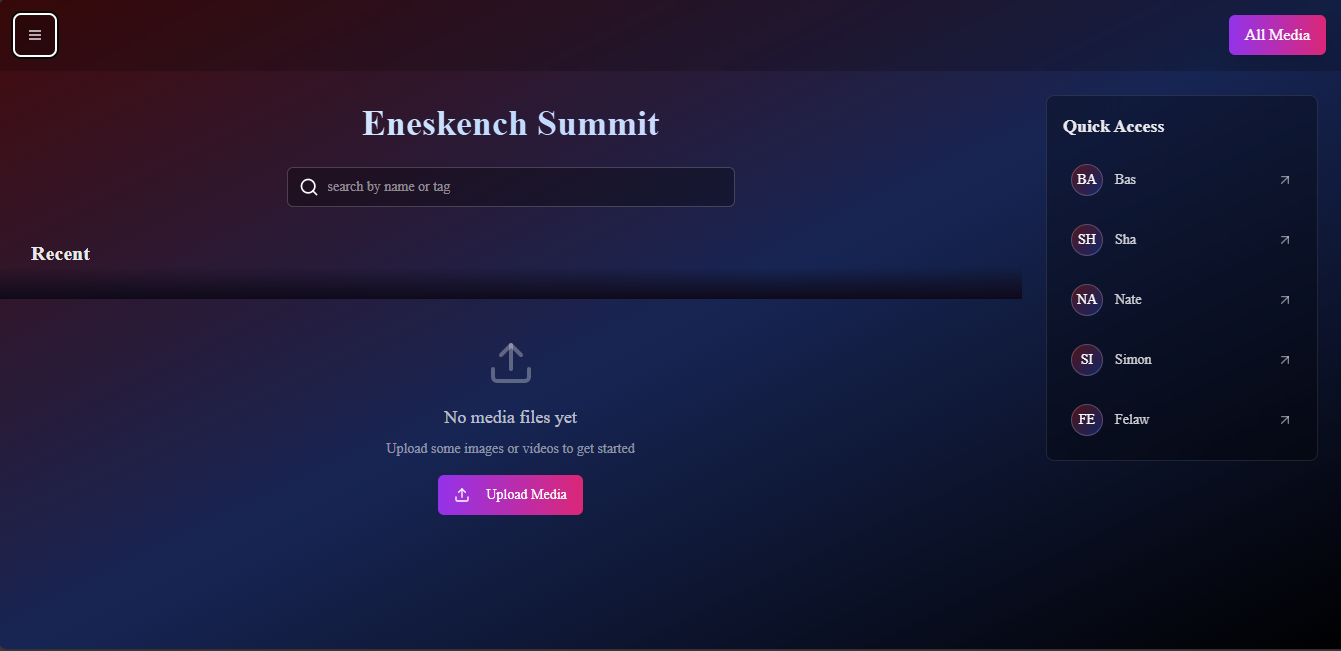 All Media
Eneskench Summit
search by name or tag
Recent
No media files yet
Upload some images or videos to get started
Upload Media
Quick Access
BA Bas
SH Sha
NA Nate
SI Simon
FE Felaw